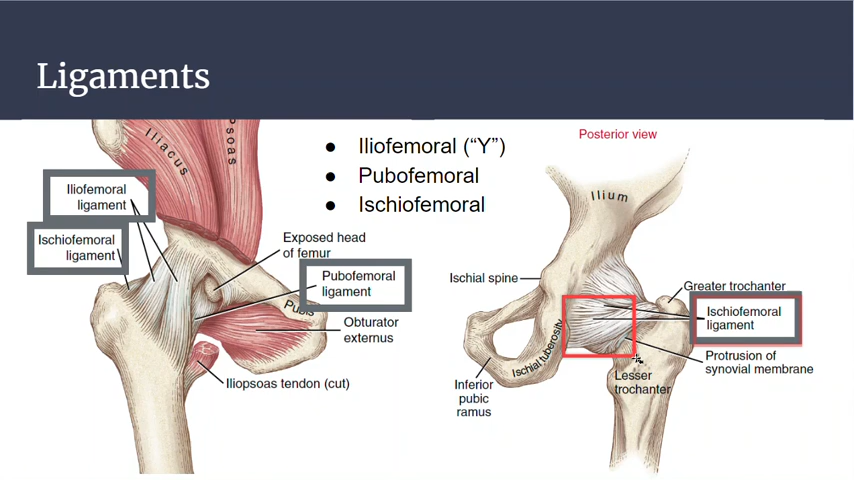 Ligaments
Iliacus
psoas
● Iliofemoral (“Y”)
● Pubofemoral
● Ischiofemoral
Iliofemoral
ligament
Ischiofemoral
ligament
Exposed head
of femur
Pubofemoral
ligament
Pubis
Obturator
externus
Iliopsoas tendon (cut)
Posterior view
Ilium
Ischial spine
Greater trochanter
Ischiofemoral
ligament
Ischial tuberosity
Protrusion of
synovial membrane
Lesser
trochanter
Inferior
pubic
ramus